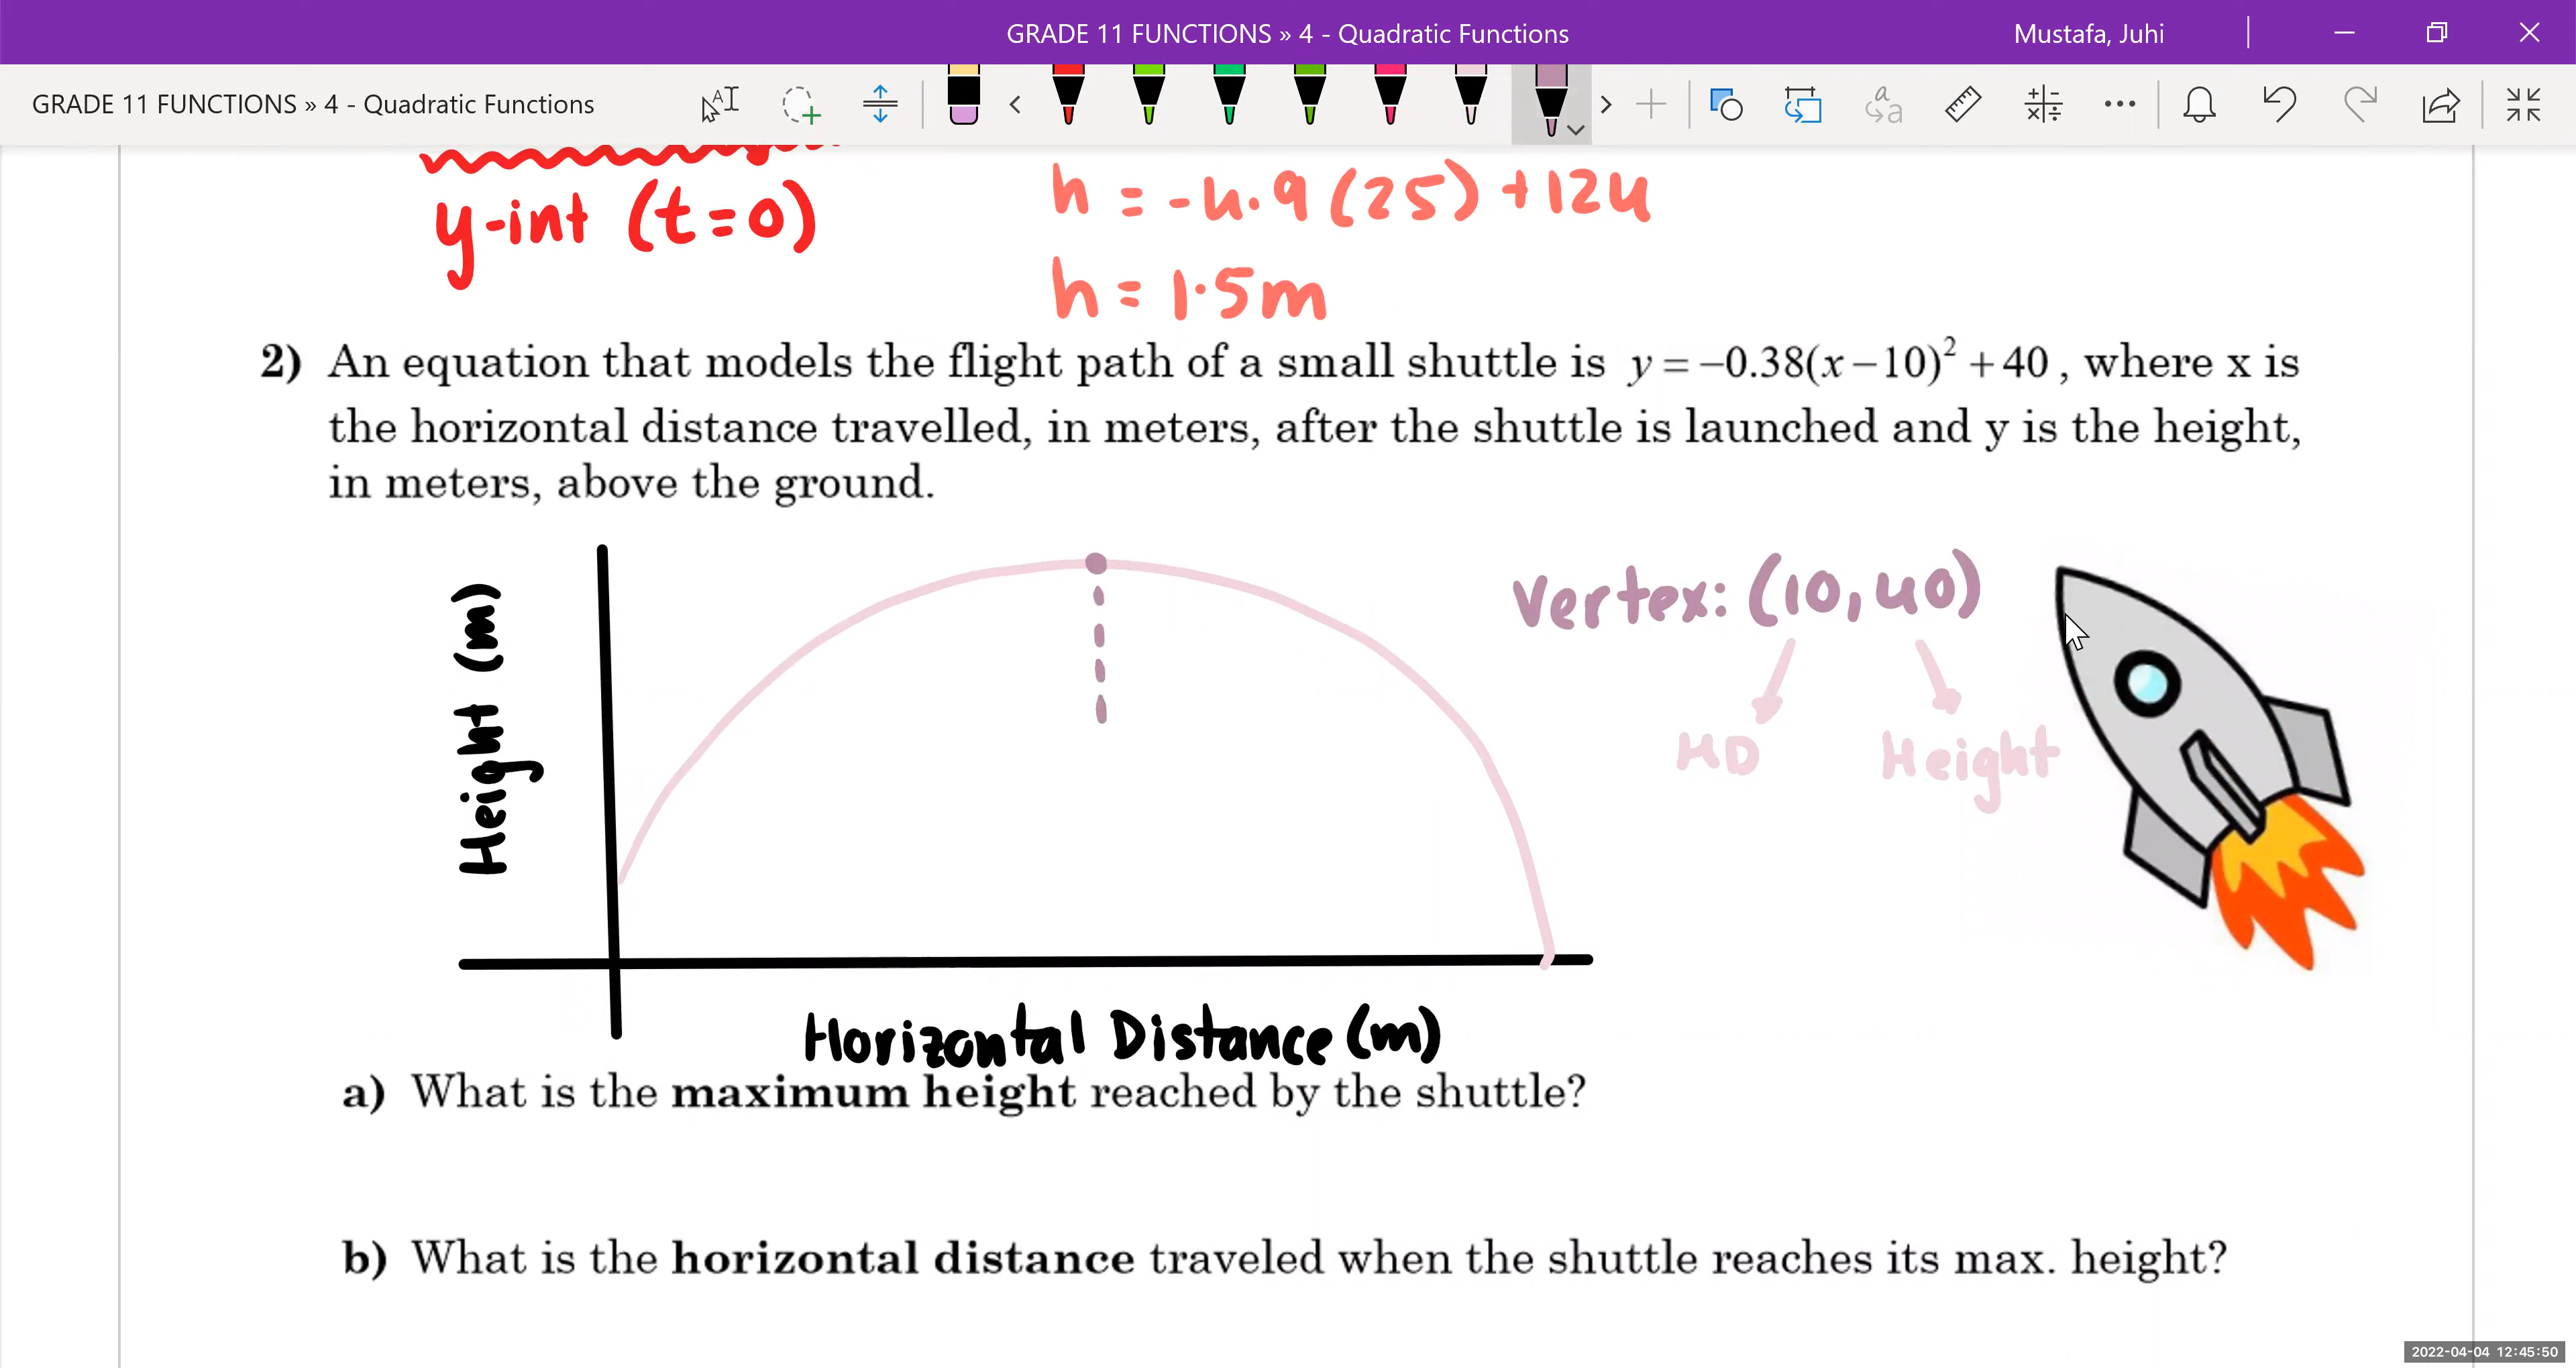 GRADE 11 FUNCTIONS » 4 - Quadratic Functions
Mustafa, Juhi
GRADE 11 FUNCTIONS » 4 - Quadratic Functions
y-int (t=0)
h = -4.9(25)+124
h = 1.5m
2) An equation that models the flight path of a small shuttle is y = −0.38(x − 10)² + 40 , where x is
the horizontal distance travelled, in meters, after the shuttle is launched and y is the height,
in meters, above the ground.
Height (m)
Vertex: (10, 40)
HD Height
Horizontal Distance (m)
a) What is the maximum height reached by the shuttle?
b) What is the horizontal distance traveled when the shuttle reaches its max. height?
2022-04-04 12:45:50